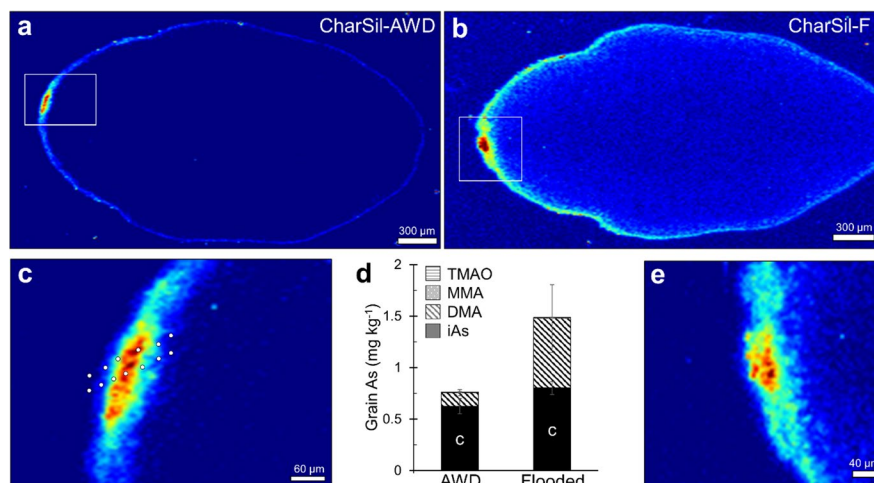 a
CharSil-AWD
300 µm
b
CharSil-F
300 µm
c
60 µm
d
Grain As (mg kg⁻¹)
2
1.5
1
0.5
0
TMAO
MMA
DMA
iAs
C
C
AWD
Flooded
e
40 µm